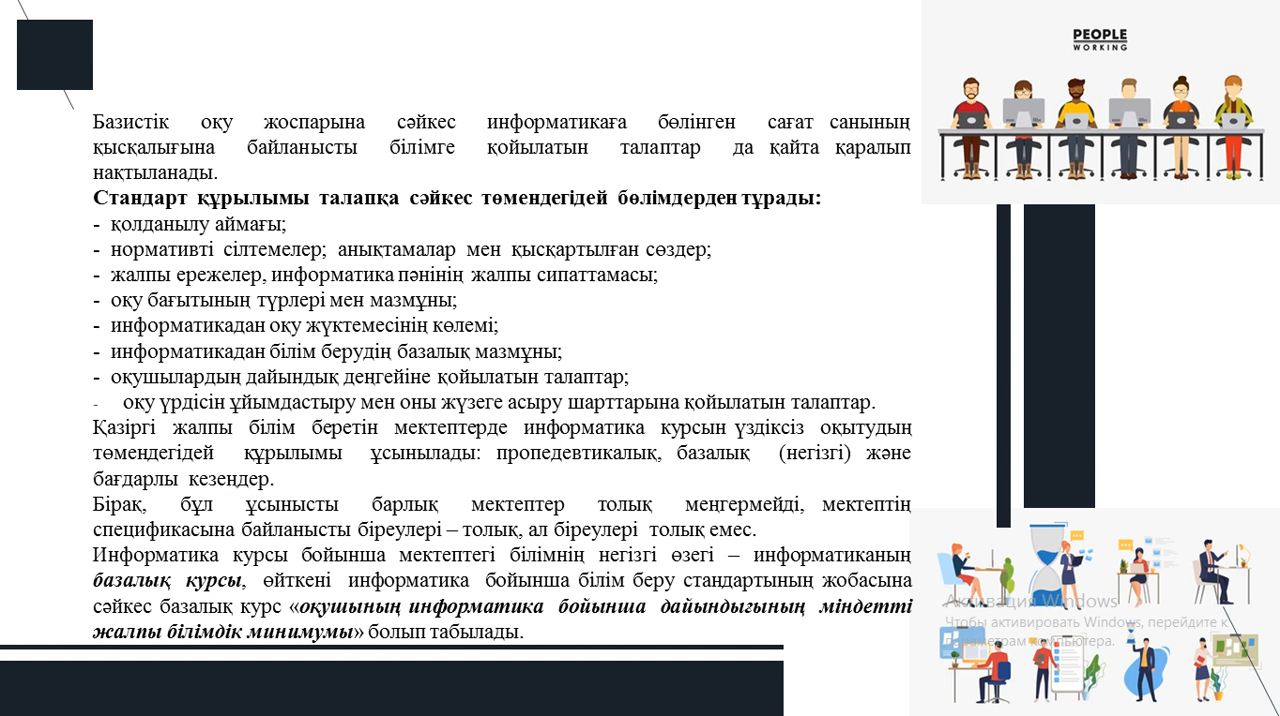 PEOPLE
WORKING
Базистік оқу жоспарына сәйкес информатикаға бөлінген сағат санының
қысқалығына байланысты білімге қойылатын талаптар да қайта қаралып
нақтыланады.
Стандарт құрылымы талапқа сәйкес төмендегідей бөлімдерден тұрады:
- қолданылу аймағы;
- нормативті сілтемелер; анықтамалар мен қысқартылған сөздер;
- жалпы ережелер, информатика пәнінің жалпы сипаттамасы;
- оқу бағытының түрлері мен мазмұны;
- информатикадан оқу жүктемесінің көлемі;
- информатикадан білім берудің базалық мазмұны;
- оқушылардың дайындық деңгейіне қойылатын талаптар;
- оқу үрдісін ұйымдастыру мен оны жүзеге асыру шарттарына қойылатын талаптар.
Қазіргі жалпы білім беретін мектептерде информатика курсын үздіксіз оқытудың
төмендегідей құрылымы ұсынылады: пропедевтикалық, базалық (негізгі) және
бағдарлы кезеңдер.
Бірақ, бұл ұсынысты барлық мектептер толық меңгермейді, мектептің
спецификасына байланысты біреулері – толық, ал біреулері толық емес.
Информатика курсы бойынша мектептегі білімнің негізгі өзегі – информатиканың
базалық курсы, өйткені информатика бойынша білім беру стандартының жобасына
сәйкес базалық курс «оқушының информатика бойынша дайындығының міндетті
жалпы білімдік минимумы» болып табылады.
Активация Windows
Чтобы активировать Windows, перейдите к
параметрам компьютера.